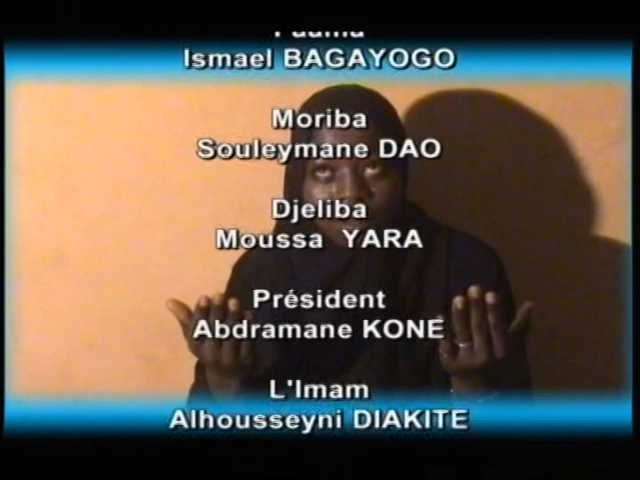 Ismael BAGAYOGO
Moriba
Souleymane DAO
Djeliba
Moussa YARA
Président
Abdramane KONE
L'Imam
Alhousseyni DIAKITE